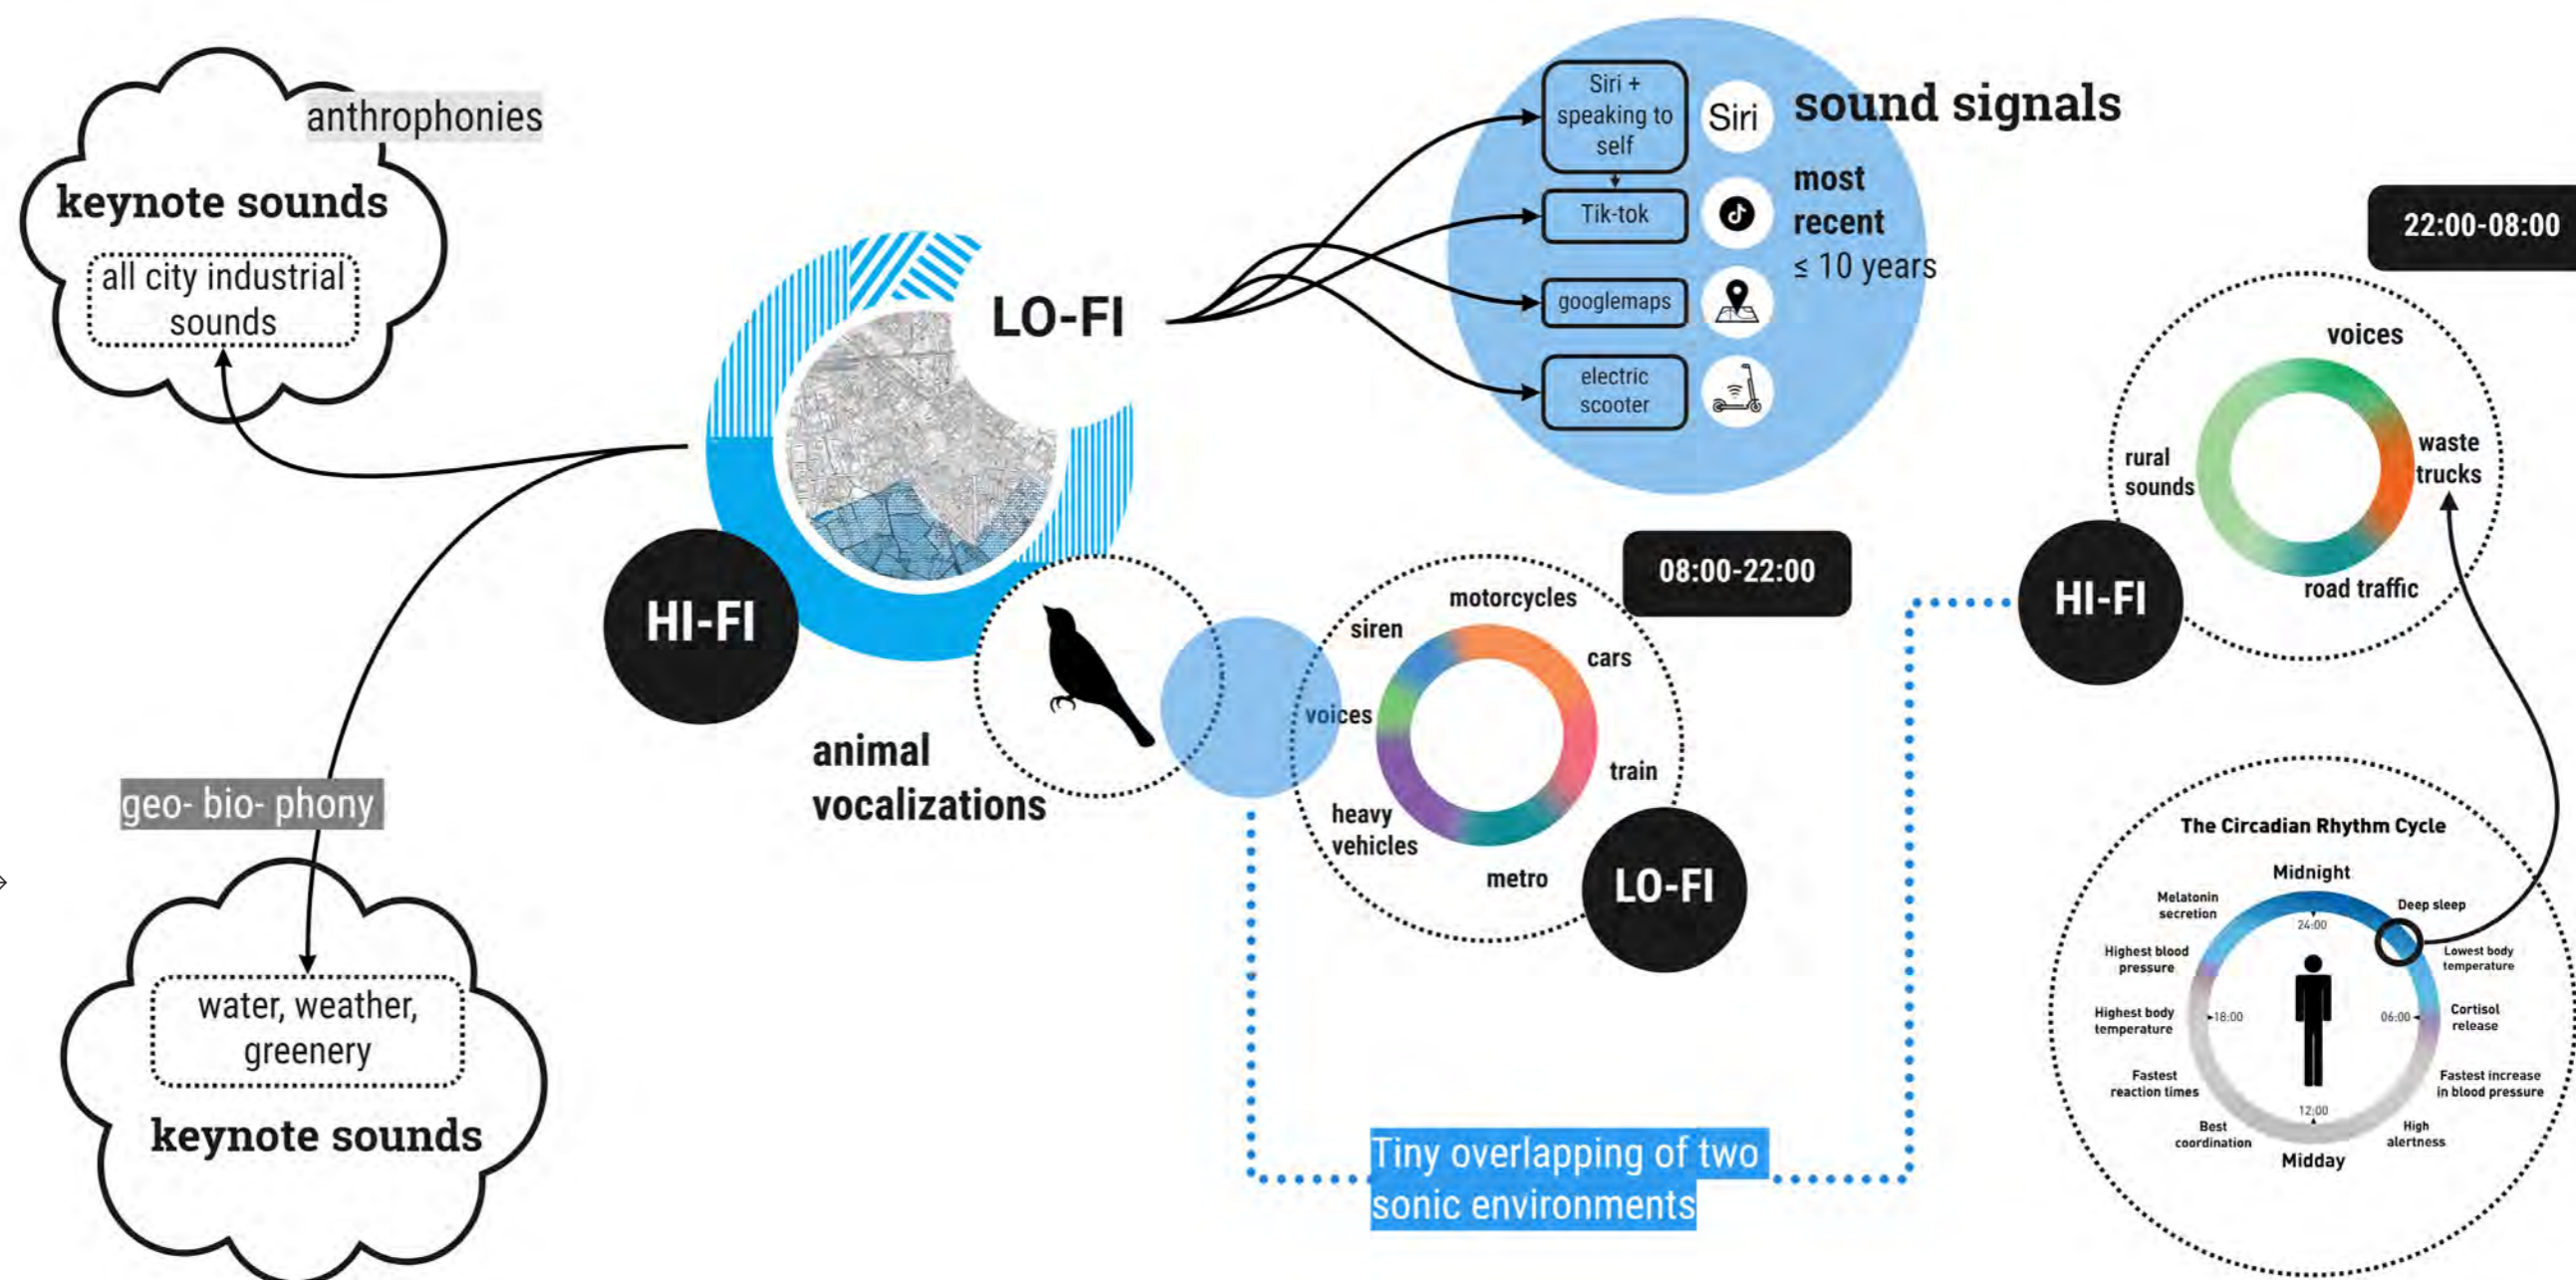 anthrophonies
keynote sounds
all city industrial
sounds
geo- bio- phony
water, weather,
greenery
keynote sounds
LO-FI
HI-FI
animal
vocalizations
Siri +
speaking to
self
Siri
Tik-tok
googlemaps
electric
scooter
sound signals
most
recent
≤ 10 years
08:00-22:00
motorcycles
siren
cars
voices
train
heavy
vehicles
metro
LO-FI
Tiny overlapping of two
sonic environments
22:00-08:00
voices
waste
trucks
rural
sounds
road traffic
HI-FI
The Circadian Rhythm Cycle
Midnight
Melatonin
secretion
Deep sleep
24:00
Highest blood
pressure
Lowest body
temperature
Highest body
temperature
18:00
06:00
Cortisol
release
Fastest
reaction times
Fastest increase
in blood pressure
12:00
Best
coordination
High
alertness
Midday